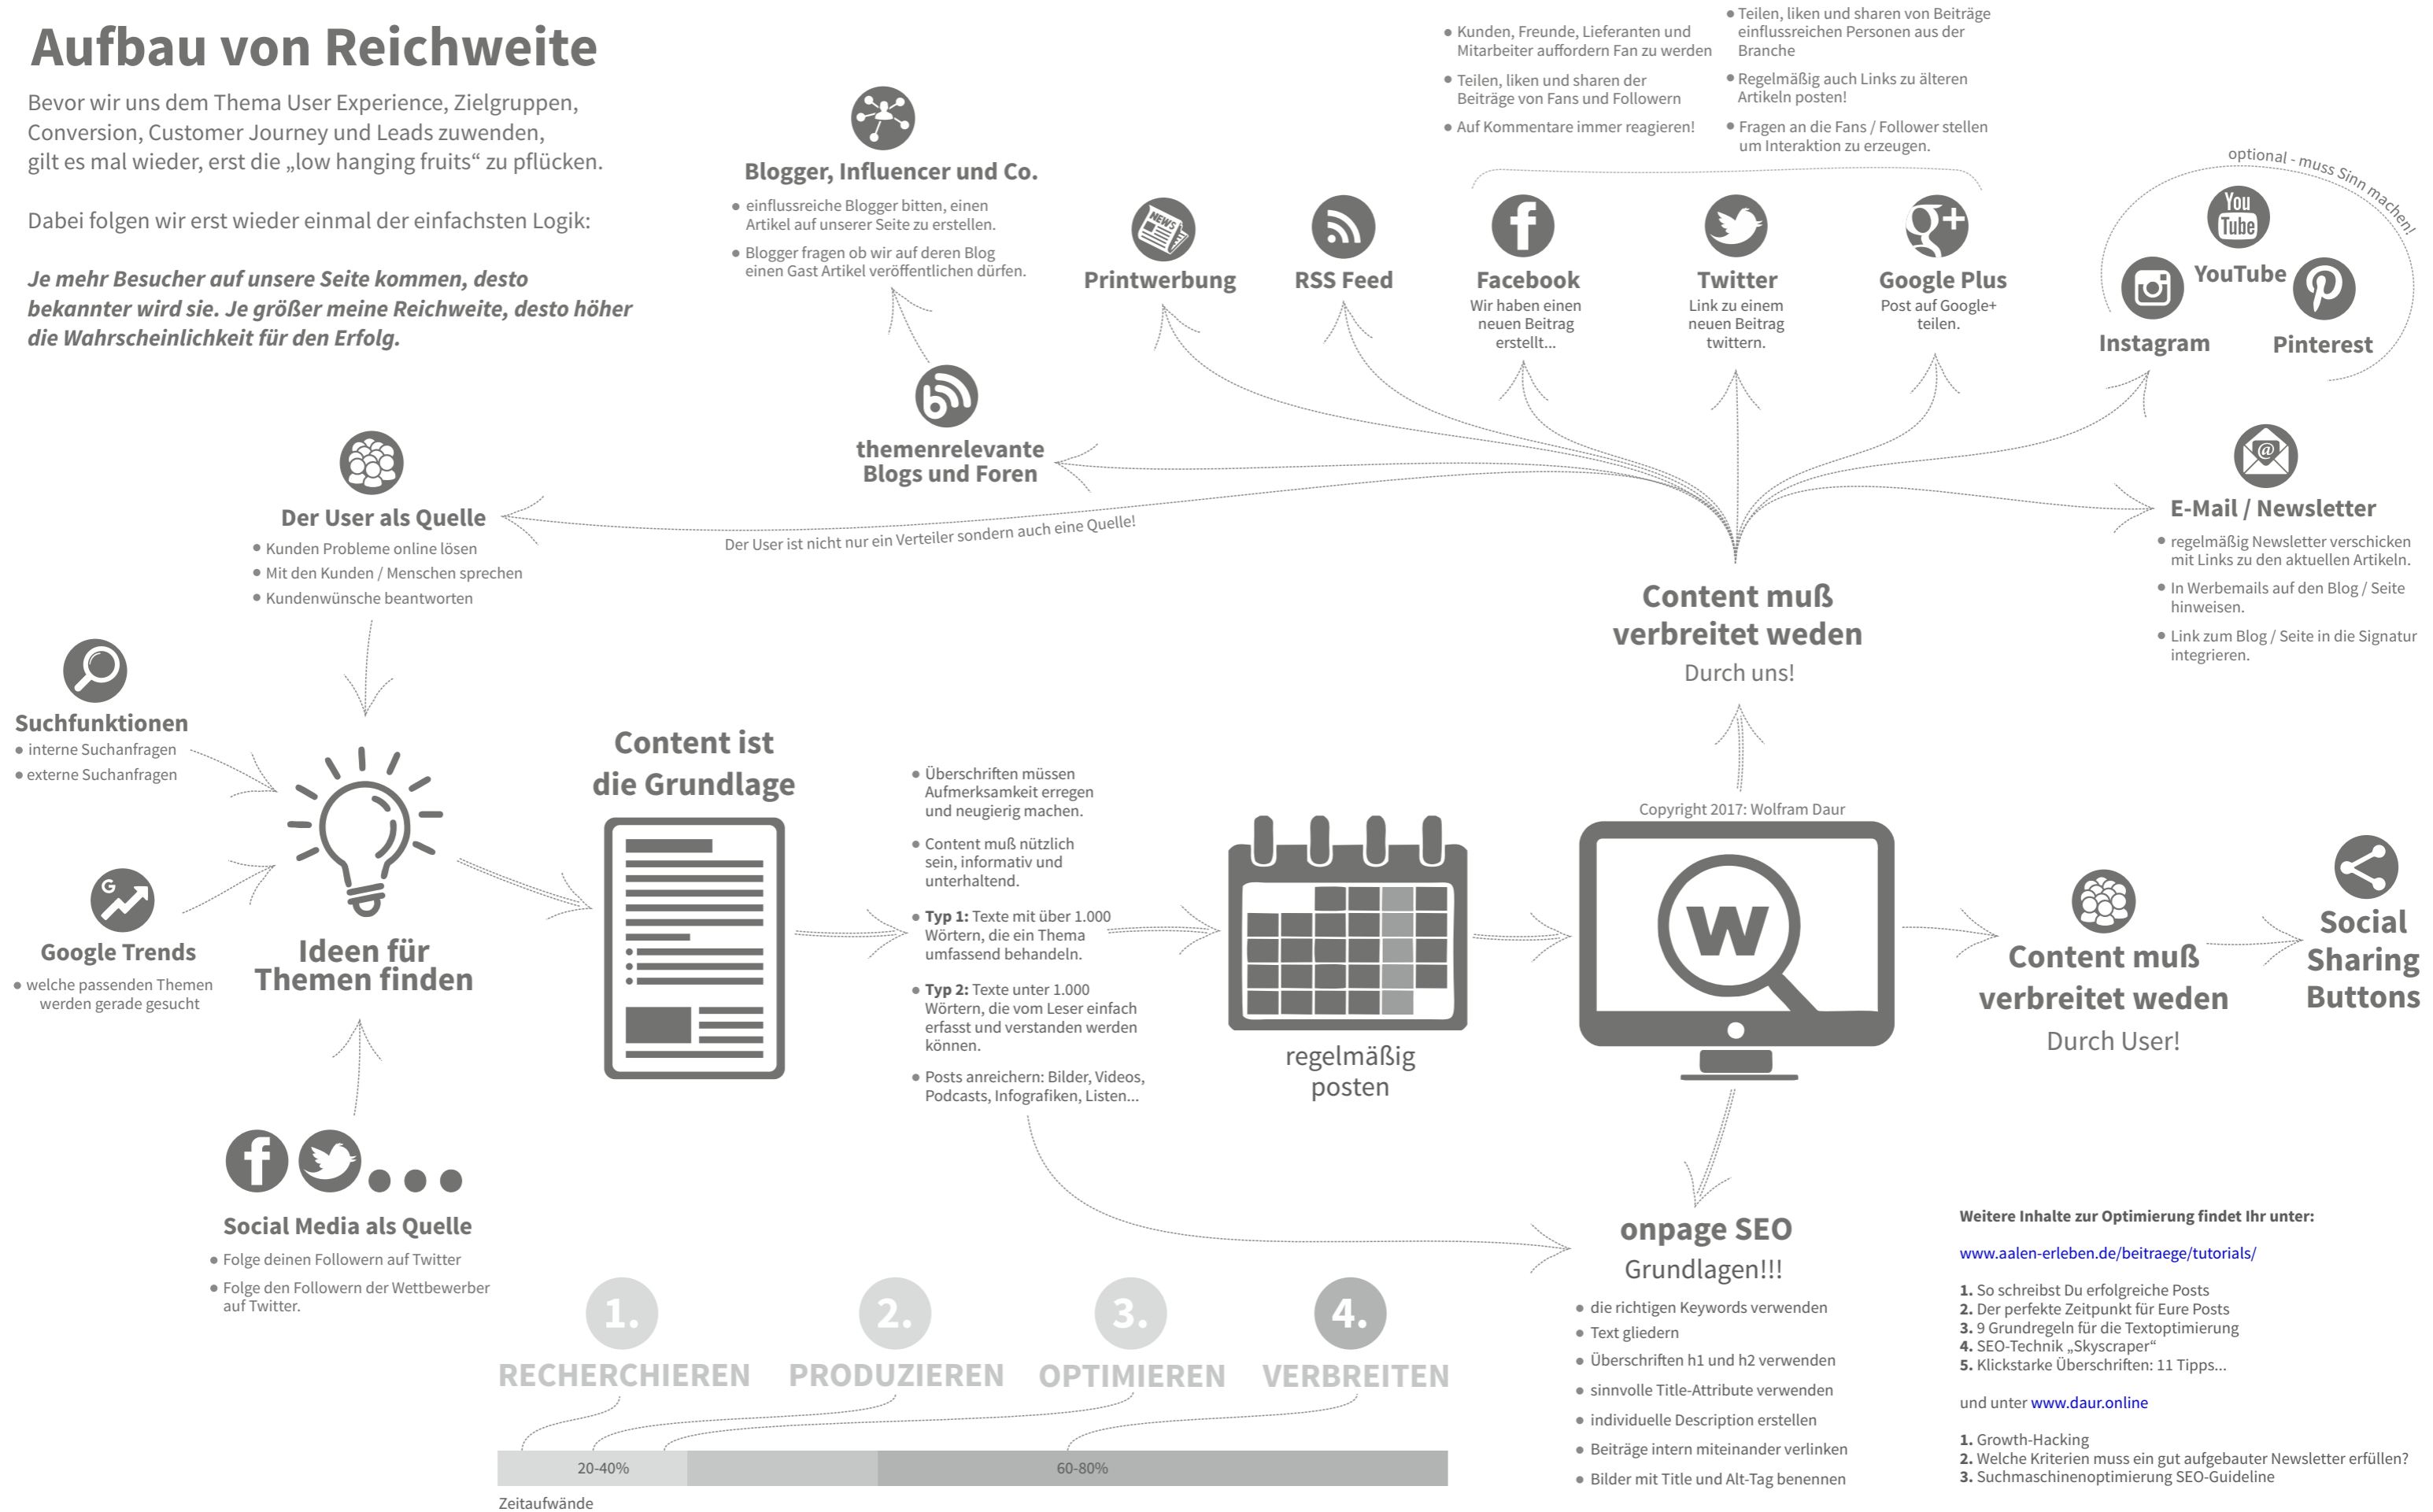 Aufbau von Reichweite
Bevor wir uns dem Thema User Experience, Zielgruppen,
Conversion, Customer Journey und Leads zuwenden,
gilt es mal wieder, erst die „low hanging fruits“ zu pflücken.
Dabei folgen wir erst wieder einmal der einfachsten Logik:
Je mehr Besucher auf unsere Seite kommen, desto
bekannter wird sie. Je größer meine Reichweite, desto höher
die Wahrscheinlichkeit für den Erfolg.
Blogger, Influencer und Co.
• einflussreiche Blogger bitten, einen
Artikel auf unserer Seite zu erstellen.
• Blogger fragen ob wir auf deren Blog
einen Gast Artikel veröffentlichen dürfen.
• Kunden, Freunde, Lieferanten und
Mitarbeiter auffordern Fan zu werden
• Teilen, liken und sharen der
Beiträge von Fans und Followern
• Auf Kommentare immer reagieren!
• Teilen, liken und sharen von Beiträge
einflussreichen Personen aus der
Branche
• Regelmäßig auch Links zu älteren
Artikeln posten!
• Fragen an die Fans / Follower stellen
um Interaktion zu erzeugen.
NEWS
Printwerbung
RSS Feed
f
Facebook
Wir haben einen
neuen Beitrag
erstellt...
Twitter
Link zu einem
neuen Beitrag
twittern.
g+
Google Plus
Post auf Google+
teilen.
optional - muss Sinn machen!
You
Tube
YouTube
Instagram
Pinterest
themenrelevante
Blogs und Foren
Der User als Quelle
• Kunden Probleme online lösen
• Mit den Kunden / Menschen sprechen
• Kundenwünsche beantworten
Der User ist nicht nur ein Verteiler sondern auch eine Quelle!
@
E-Mail / Newsletter
• regelmäßig Newsletter verschicken
mit Links zu den aktuellen Artikeln.
• In Werbemails auf den Blog / Seite
hinweisen.
• Link zum Blog / Seite in die Signatur
integrieren.
Content muß
verbreitet weden
Durch uns!
Suchfunktionen
• interne Suchanfragen
• externe Suchanfragen
G
Google Trends
• welche passenden Themen
werden gerade gesucht
Ideen für
Themen finden
Content ist
die Grundlage
• Überschriften müssen
Aufmerksamkeit erregen
und neugierig machen.
• Content muß nützlich
sein, informativ und
unterhaltend.
• Typ 1: Texte mit über 1.000
Wörtern, die ein Thema
umfassend behandeln.
• Typ 2: Texte unter 1.000
Wörtern, die vom Leser einfach
erfasst und verstanden werden
können.
• Posts anreichern: Bilder, Videos,
Podcasts, Infografiken, Listen...
regelmäßig
posten
Copyright 2017: Wolfram Daur
w
Content muß
verbreitet weden
Durch User!
Social
Sharing
Buttons
f
Social Media als Quelle
• Folge deinen Followern auf Twitter
• Folge den Followern der Wettbewerber
auf Twitter.
1.
RECHERCHIEREN
2.
PRODUZIEREN
3.
OPTIMIEREN
4.
VERBREITEN
20-40%
60-80%
Zeitaufwände
onpage SEO
Grundlagen!!!
• die richtigen Keywords verwenden
• Text gliedern
• Überschriften h1 und h2 verwenden
• sinnvolle Title-Attribute verwenden
• individuelle Description erstellen
• Beiträge intern miteinander verlinken
• Bilder mit Title und Alt-Tag benennen
Weitere Inhalte zur Optimierung findet Ihr unter:
www.aalen-erleben.de/beitraege/tutorials/
1. So schreibst Du erfolgreiche Posts
2. Der perfekte Zeitpunkt für Eure Posts
3. 9 Grundregeln für die Textoptimierung
4. SEO-Technik „Skyscraper“
5. Klickstarke Überschriften: 11 Tipps...
und unter www.daur.online
1. Growth-Hacking
2. Welche Kriterien muss ein gut aufgebauter Newsletter erfüllen?
3. Suchmaschinenoptimierung SEO-Guideline